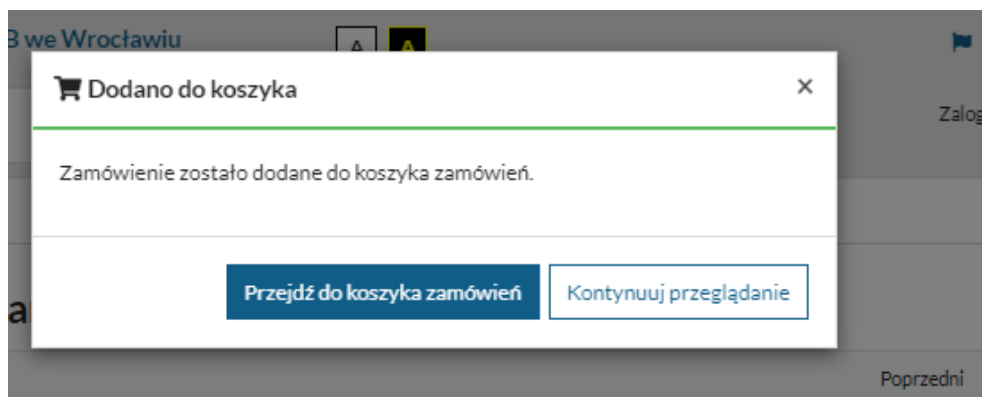 B we Wrocławiu
A A
Dodano do koszyka
×
Zalog
Zamówienie zostało dodane do koszyka zamówień.
Przejdź do koszyka zamówień
Kontynuuj przeglądanie
Poprzedni